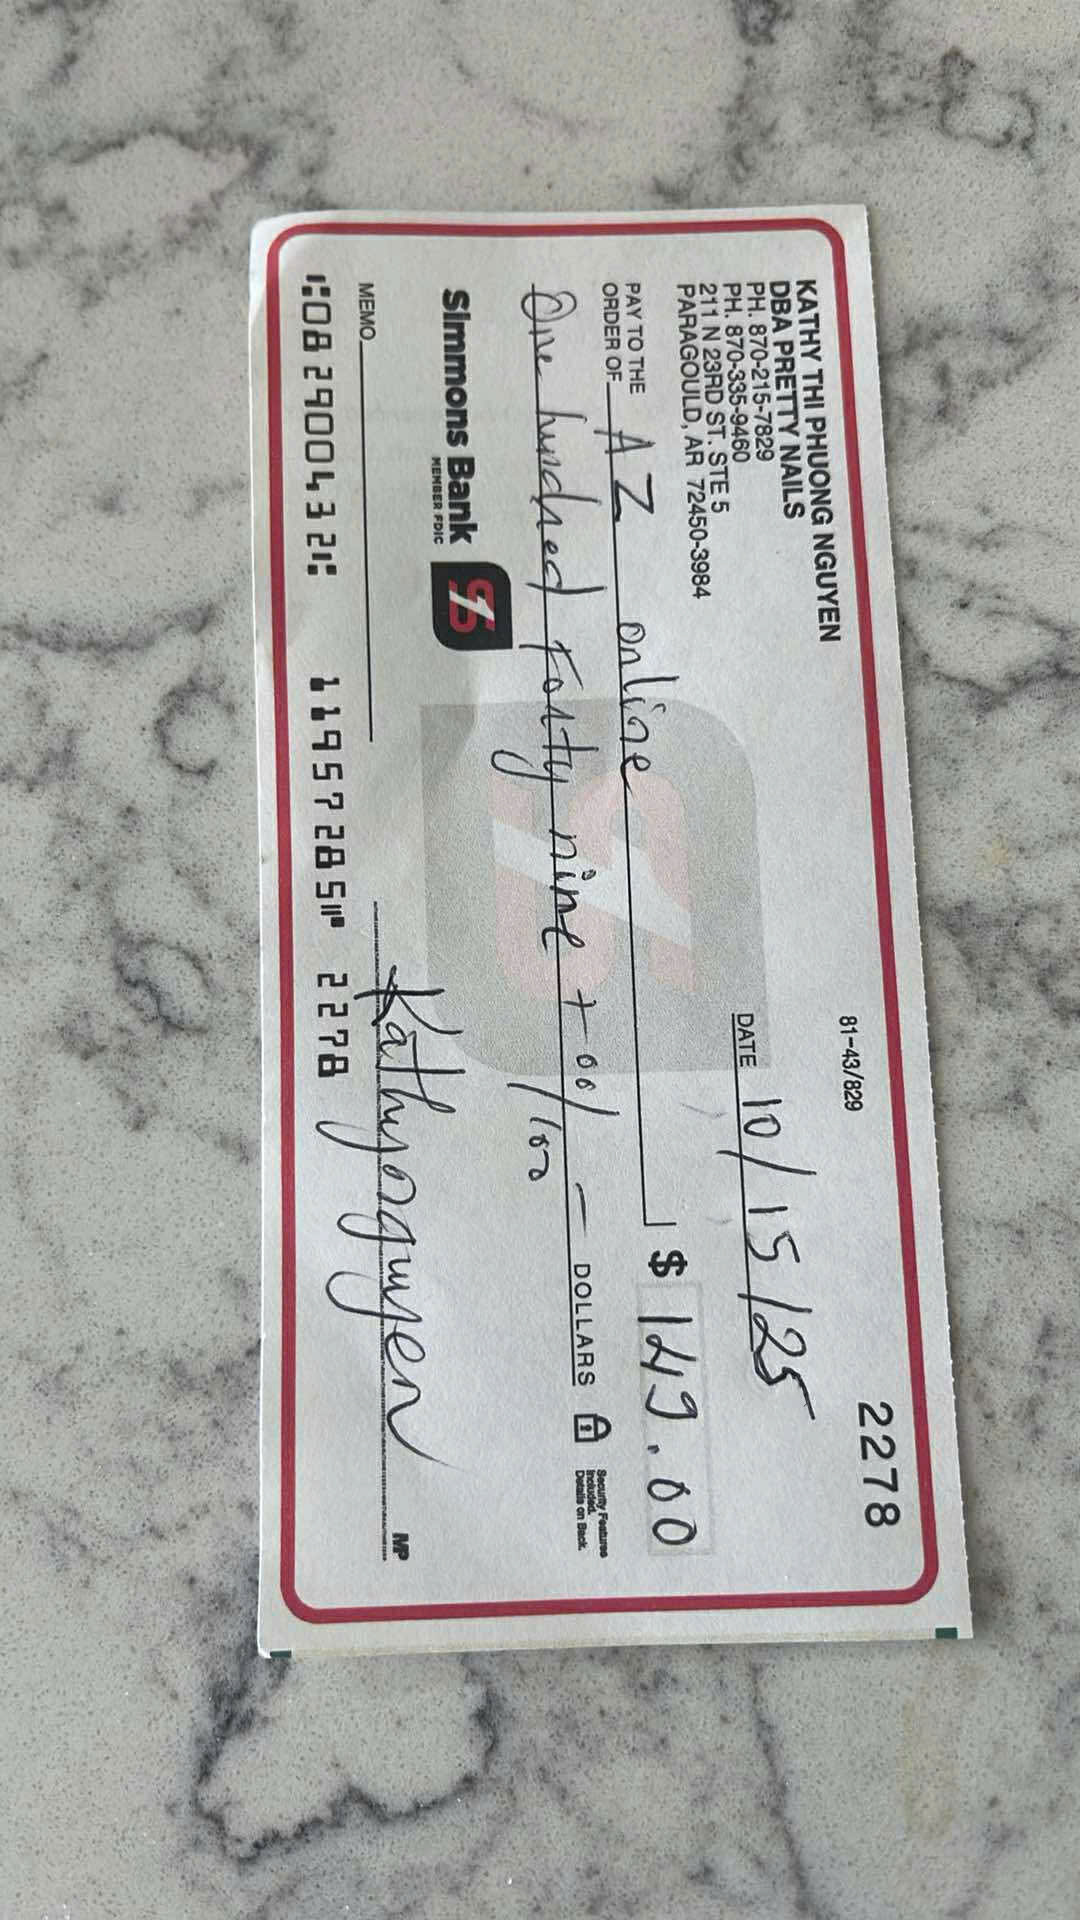 KATHY THI PHUONG NGUYEN
DBA PRETTY NAILS
PH. 870-215-7829
PH. 870-335-9460
211 N 23RD ST. STE 5
PARAGOULD, AR 72450-3984
81-43/829
2278
DATE 10/15/25
PAY TO THE
ORDER OF AZ online $ 149.00
One hundred Forty nine + 00/100 — DOLLARS
Security Features
Included.
Details on Back.
Simmons Bank
MEMBER FDIC
MEMO
Kathynguyen
MP
⑆082900432⑆ 11957285⑈ 2278